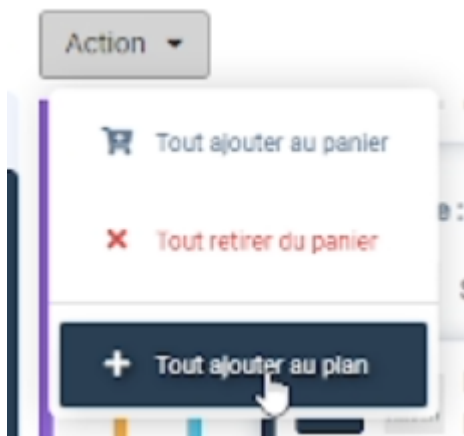 Action
Tout ajouter au panier
e :
Tout retirer du panier
Tout ajouter au plan